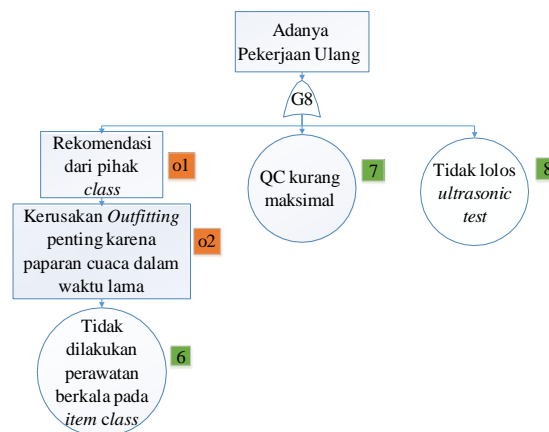 Adanya
Pekerjaan Ulang
G8
Rekomendasi
dari pihak
class
o1
QC kurang
maksimal
7
Tidak lolos
ultrasonic
test
8
Kerusakan Outfitting
penting karena
paparan cuaca dalam
waktu lama
o2
Tidak
dilakukan
perawatan
berkala pada
item class
6